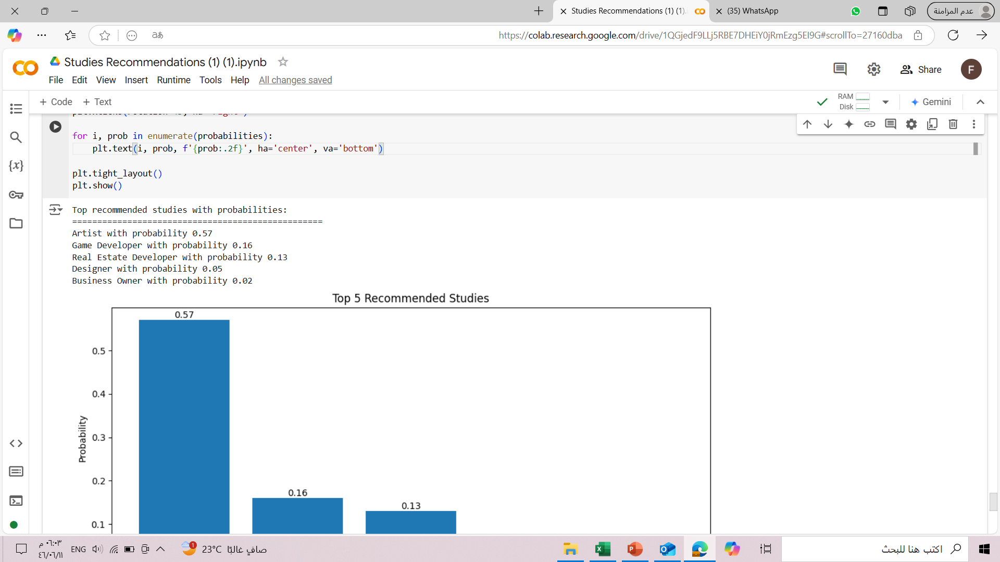 Studies Recommendations (1) (1).
(35) WhatsApp
عدم المزامنة
https://colab.research.google.com/drive/1QGjedF9LLj5RBE7DHEiY0jRmEzg5EI9G#scrollTo=27160dba
Studies Recommendations (1) (1).ipynb
Share
F
File Edit View Insert Runtime Tools Help All changes saved
+ Code + Text
RAM
Disk
Gemini
for i, prob in enumerate(probabilities):
    plt.text(i, prob, f'{prob:.2f}', ha='center', va='bottom')
plt.tight_layout()
plt.show()
Top recommended studies with probabilities:
==================================================
Artist with probability 0.57
Game Developer with probability 0.16
Real Estate Developer with probability 0.13
Designer with probability 0.05
Business Owner with probability 0.02
Top 5 Recommended Studies
0.57
0.5
0.4
0.3
0.2
0.1
Probability
0.16
0.13
٠٦:٠٣ م
٤٦/٠٦/١١
ENG
1
23°C صافٍ غالبًا
اكتب هنا للبحث